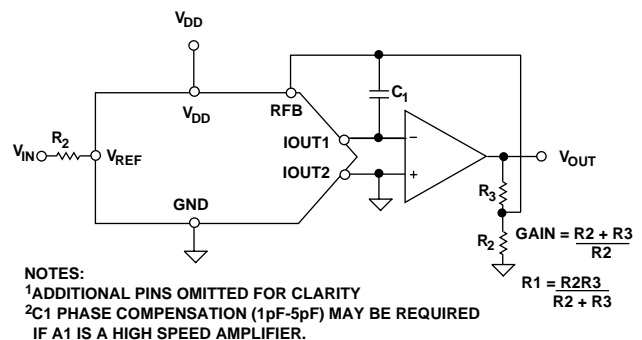 VDD
VDD
RFB
C1
R2
VIN
VREF
IOUT1
IOUT2
GND
−
+
VOUT
R3
R2
GAIN = R2 + R3
R2
R1 = R2R3
R2 + R3
NOTES:
1ADDITIONAL PINS OMITTED FOR CLARITY
2C1 PHASE COMPENSATION (1pF-5pF) MAY BE REQUIRED
IF A1 IS A HIGH SPEED AMPLIFIER.